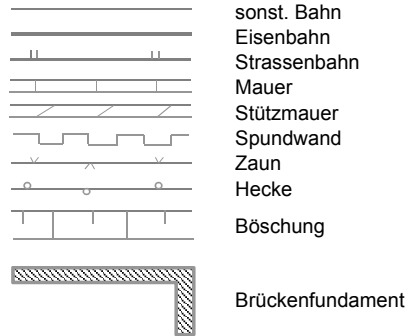 sonst. Bahn
Eisenbahn
Strassenbahn
Mauer
Stützmauer
Spundwand
Zaun
Hecke
Böschung
Brückenfundament